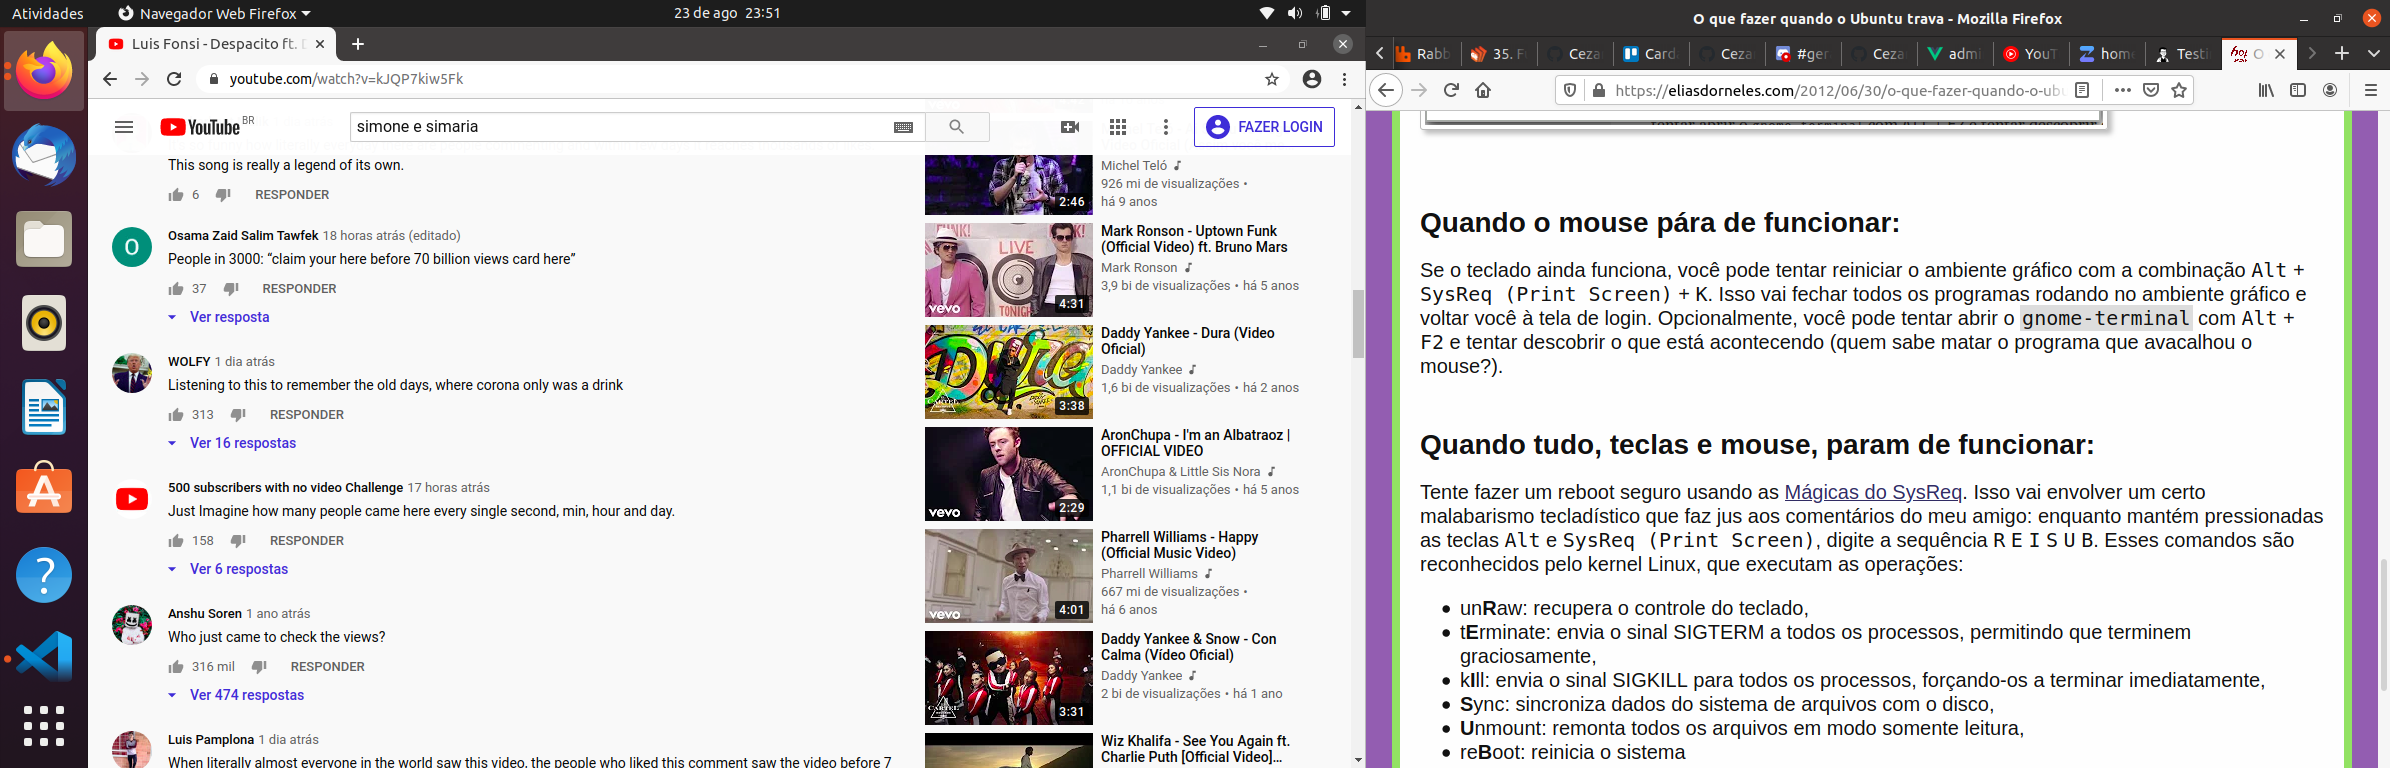 Atividades
Navegador Web Firefox
23 de ago 23:51
Luis Fonsi - Despacito ft. D
youtube.com/watch?v=kJQP7kiw5Fk
YouTube BR
simone e simaria
FAZER LOGIN
This song is really a legend of its own.
6 RESPONDER
O
Osama Zaid Salim Tawfek 18 horas atrás (editado)
People in 3000: “claim your here before 70 billion views card here”
37 RESPONDER
Ver resposta
WOLFY 1 dia atrás
Listening to this to remember the old days, where corona only was a drink
313 RESPONDER
Ver 16 respostas
500 subscribers with no video Challenge 17 horas atrás
Just Imagine how many people came here every single second, min, hour and day.
158 RESPONDER
Ver 6 respostas
Anshu Soren 1 ano atrás
Who just came to check the views?
316 mil RESPONDER
Ver 474 respostas
Luis Pamplona 1 dia atrás
When literally almost everyone in the world saw this video, the people who liked this comment saw the video before 7
Michel Teló
926 mi de visualizações •
há 9 anos
2:46
Mark Ronson - Uptown Funk
(Official Video) ft. Bruno Mars
Mark Ronson
3,9 bi de visualizações • há 5 anos
LIVE
vevo
4:31
Daddy Yankee - Dura (Video
Oficial)
Daddy Yankee
1,6 bi de visualizações • há 2 anos
3:38
AronChupa - I'm an Albatraoz |
OFFICIAL VIDEO
AronChupa & Little Sis Nora
1,1 bi de visualizações • há 5 anos
vevo
2:29
Pharrell Williams - Happy
(Official Music Video)
Pharrell Williams
667 mi de visualizações •
há 6 anos
vevo
4:01
Daddy Yankee & Snow - Con
Calma (Vídeo Oficial)
Daddy Yankee
2 bi de visualizações • há 1 ano
CARTEL
3:31
Wiz Khalifa - See You Again ft.
Charlie Puth [Official Video]...
O que fazer quando o Ubuntu trava - Mozilla Firefox
Rabb
35. F
Ceza
Card
Ceza
#ger
Ceza
admi
YouT
hom
Testi
O
https://eliasdorneles.com/2012/06/30/o-que-fazer-quando-o-ubu
Quando o mouse pára de funcionar:
Se o teclado ainda funciona, você pode tentar reiniciar o ambiente gráfico com a combinação Alt +
SysReq (Print Screen) + K. Isso vai fechar todos os programas rodando no ambiente gráfico e
voltar você à tela de login. Opcionalmente, você pode tentar abrir o gnome-terminal com Alt +
F2 e tentar descobrir o que está acontecendo (quem sabe matar o programa que avacalhou o
mouse?).
Quando tudo, teclas e mouse, param de funcionar:
Tente fazer um reboot seguro usando as Mágicas do SysReq. Isso vai envolver um certo
malabarismo tecladístico que faz jus aos comentários do meu amigo: enquanto mantém pressionadas
as teclas Alt e SysReq (Print Screen), digite a sequência R E I S U B. Esses comandos são
reconhecidos pelo kernel Linux, que executam as operações:
• unRaw: recupera o controle do teclado,
• tErminate: envia o sinal SIGTERM a todos os processos, permitindo que terminem
graciosamente,
• kIll: envia o sinal SIGKILL para todos os processos, forçando-os a terminar imediatamente,
• Sync: sincroniza dados do sistema de arquivos com o disco,
• Unmount: remonta todos os arquivos em modo somente leitura,
• reBoot: reinicia o sistema